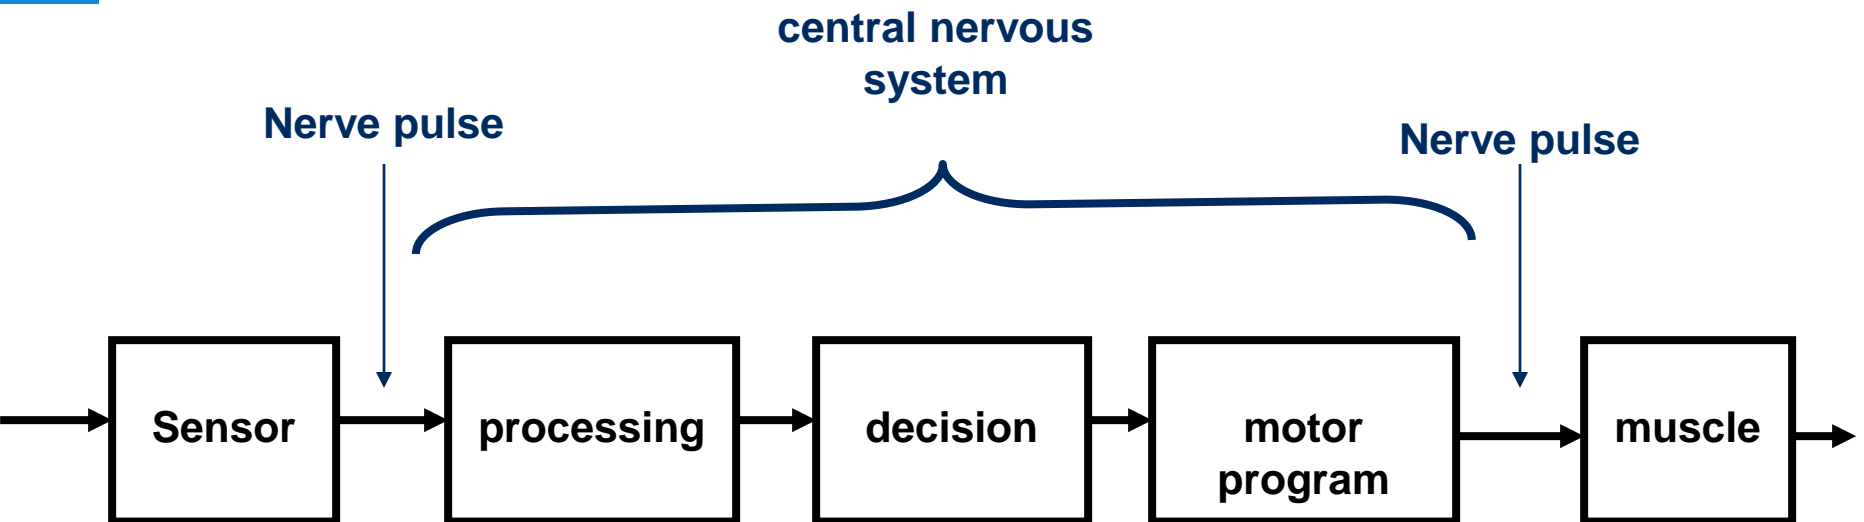 central nervous
system
Nerve pulse
Nerve pulse
Sensor
processing
decision
motor
program
muscle